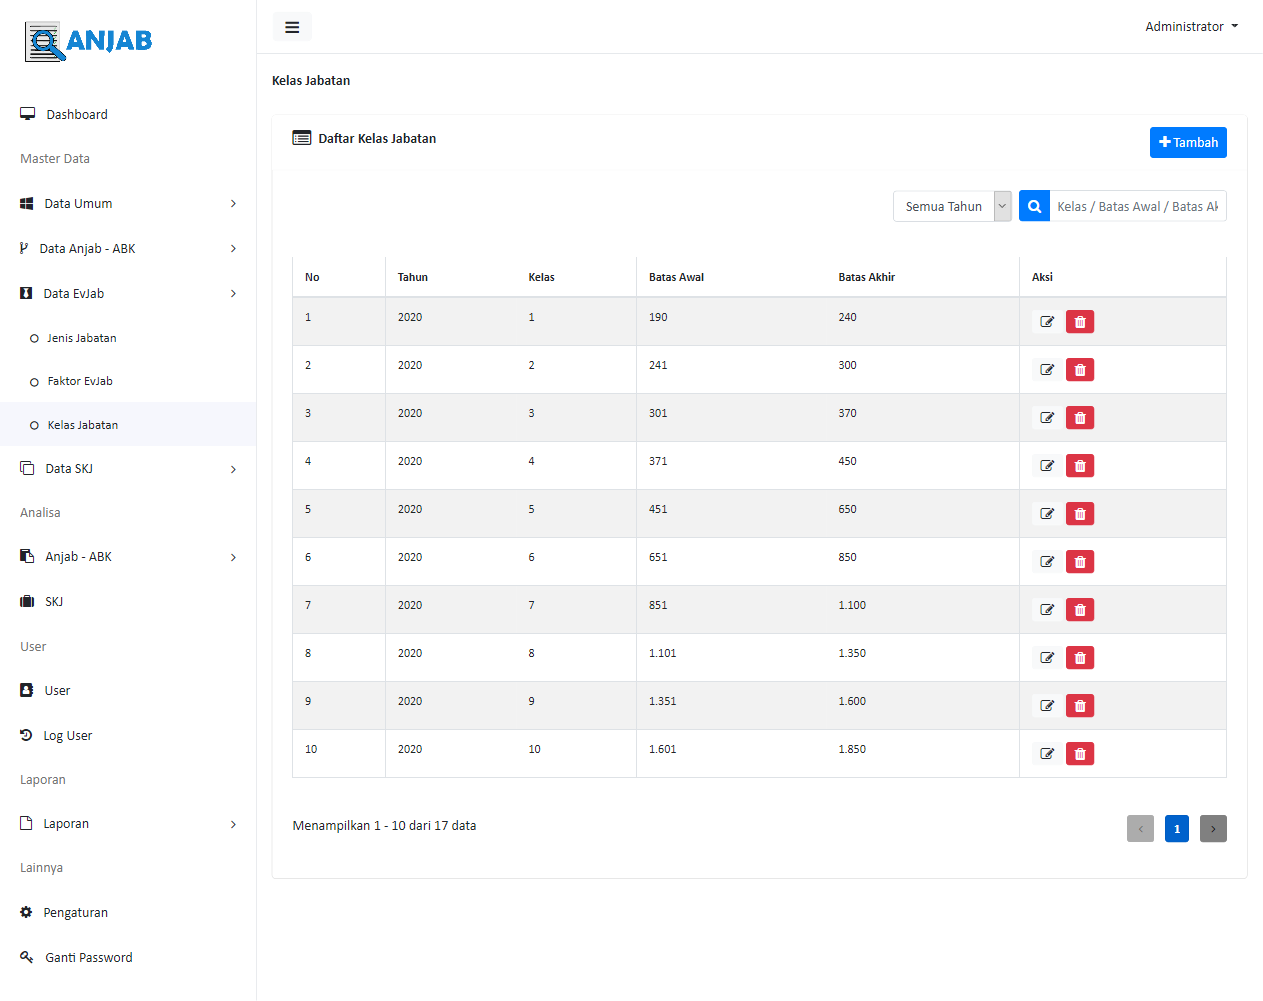 ANJAB
Administrator
Kelas Jabatan
Dashboard
Master Data
Data Umum
Data Anjab - ABK
Data EvJab
Jenis Jabatan
Faktor EvJab
Kelas Jabatan
Data SKJ
Analisa
Anjab - ABK
SKJ
User
User
Log User
Laporan
Laporan
Lainnya
Pengaturan
Ganti Password
Daftar Kelas Jabatan
Tambah
Semua Tahun
Kelas / Batas Awal / Batas Ak
No Tahun Kelas Batas Awal Batas Akhir Aksi
1 2020 1 190 240
2 2020 2 241 300
3 2020 3 301 370
4 2020 4 371 450
5 2020 5 451 650
6 2020 6 651 850
7 2020 7 851 1.100
8 2020 8 1.101 1.350
9 2020 9 1.351 1.600
10 2020 10 1.601 1.850
Menampilkan 1 - 10 dari 17 data
‹ 1 ›